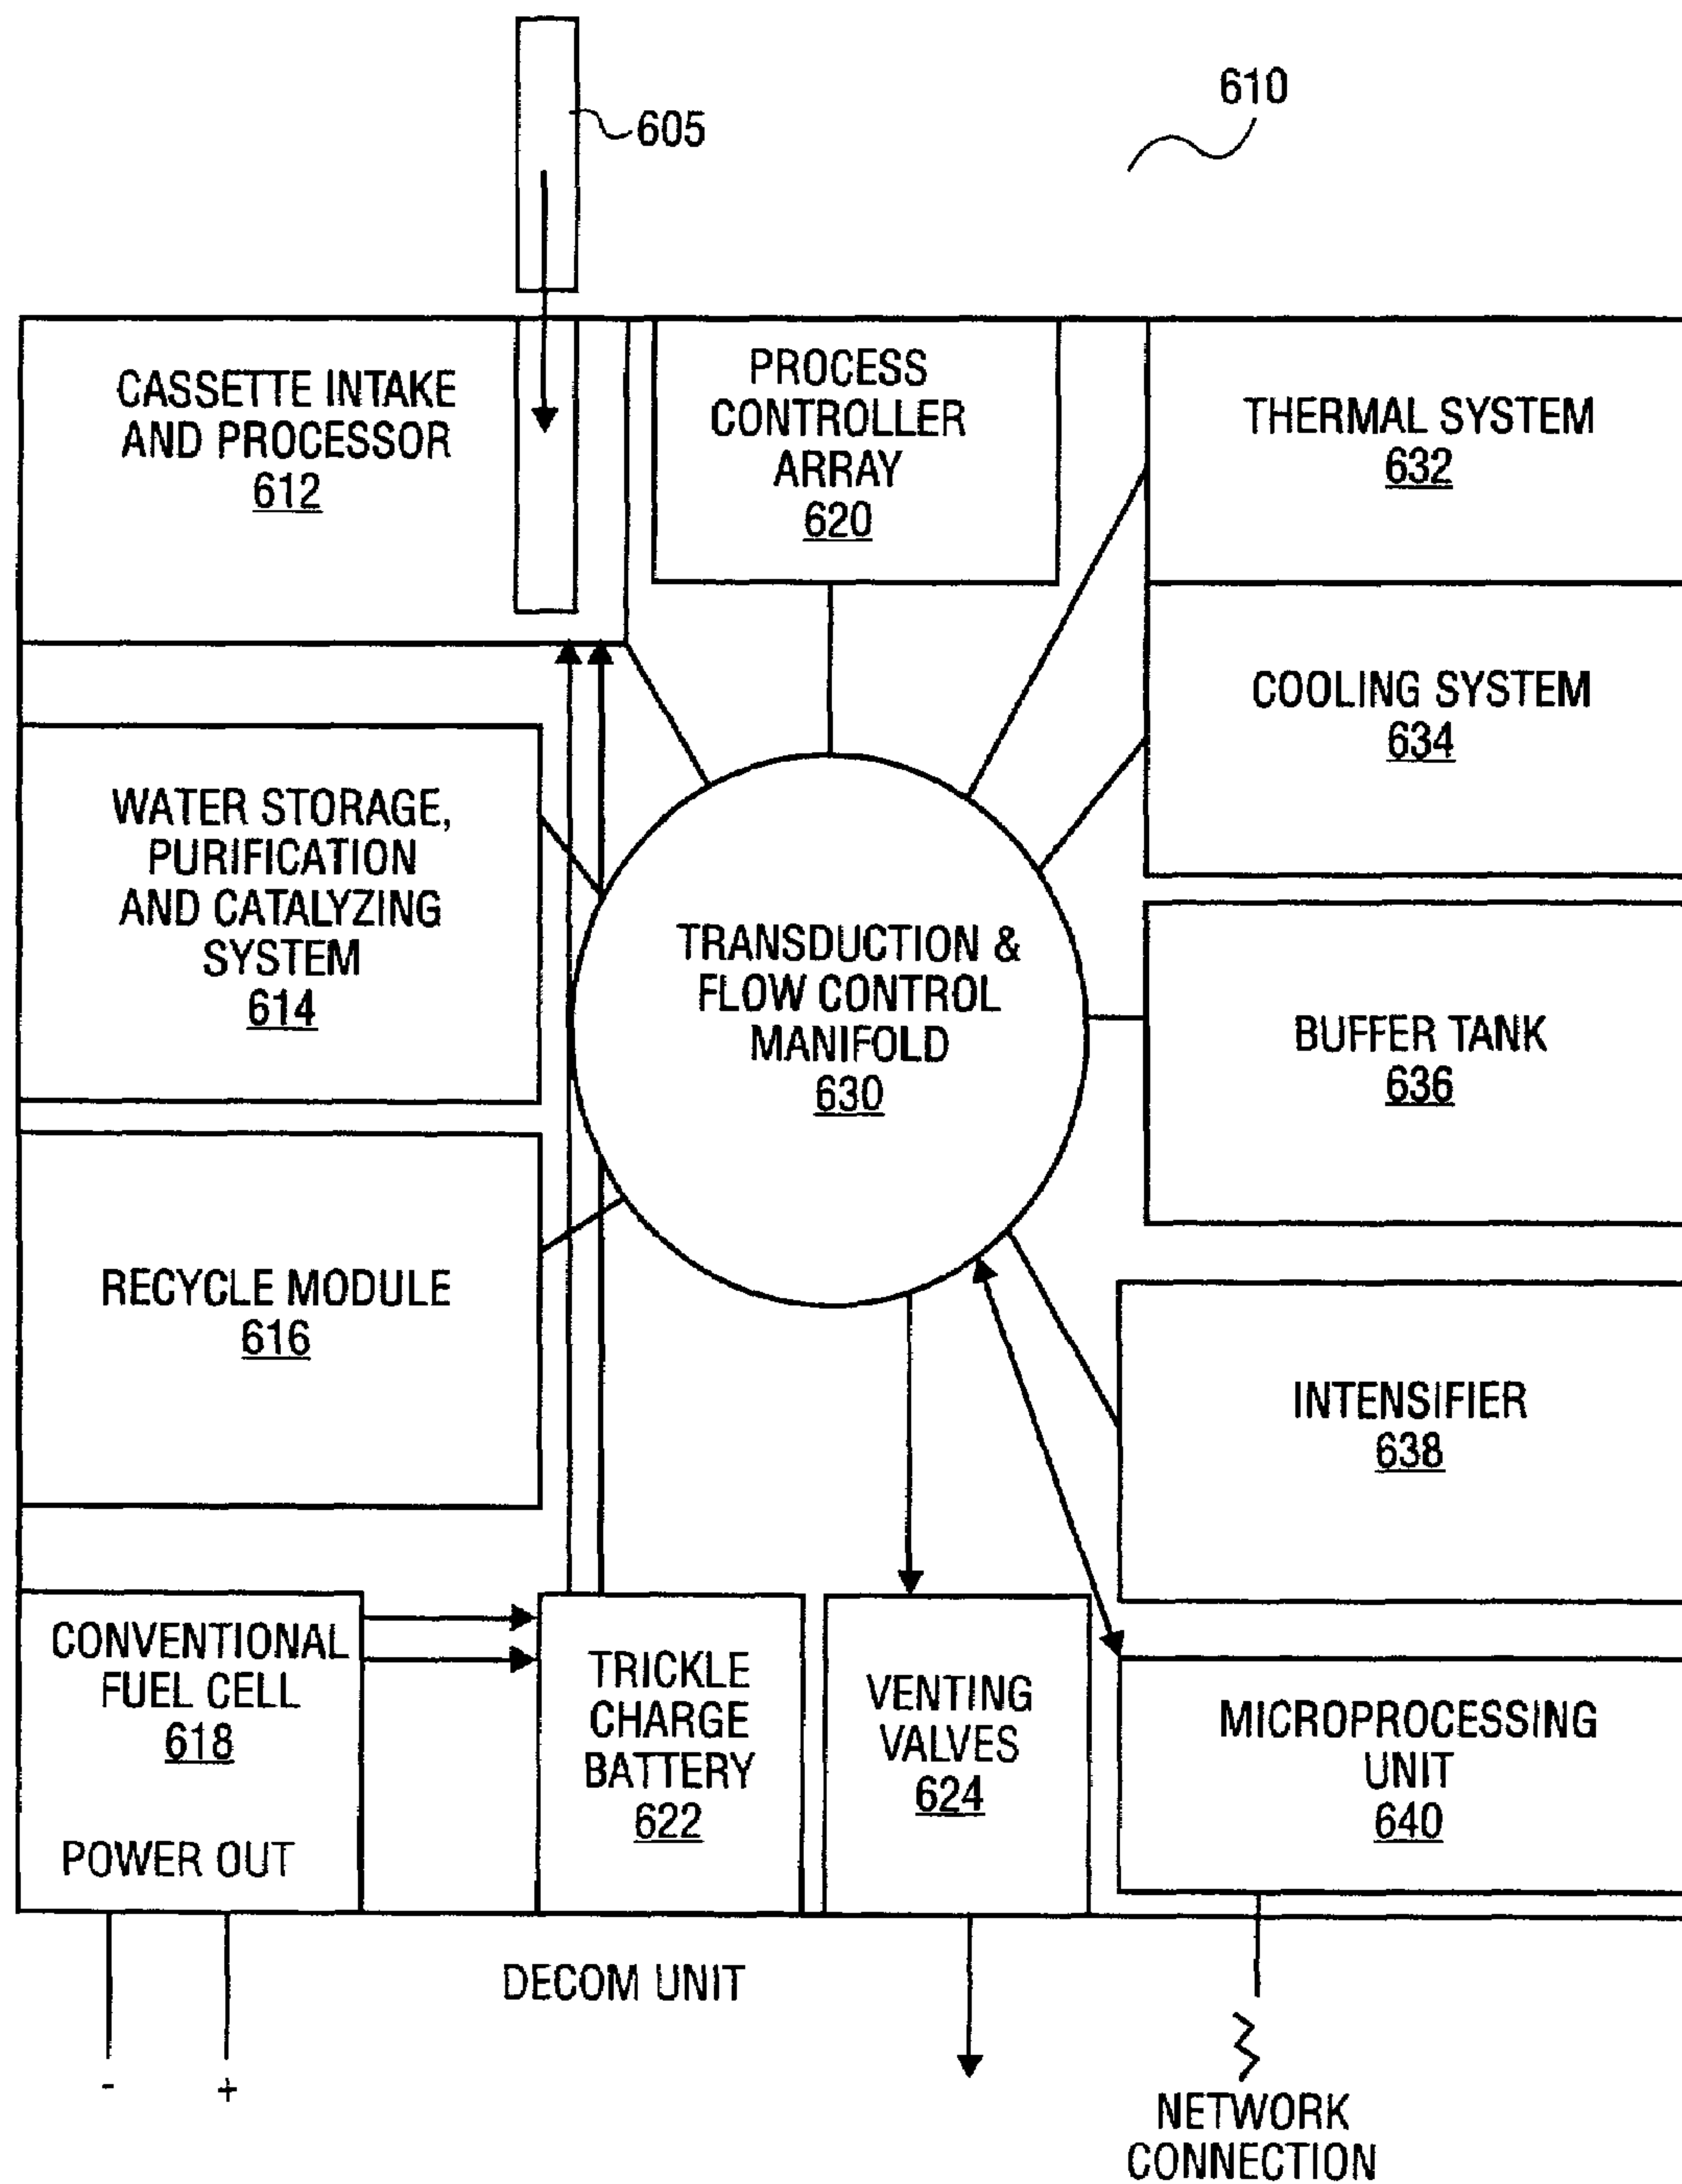 605
610
CASSETTE INTAKE
AND PROCESSOR
612
PROCESS
CONTROLLER
ARRAY
620
THERMAL SYSTEM
632
COOLING SYSTEM
634
WATER STORAGE,
PURIFICATION
AND CATALYZING
SYSTEM
614
TRANSDUCTION &
FLOW CONTROL
MANIFOLD
630
BUFFER TANK
636
RECYCLE MODULE
616
INTENSIFIER
638
CONVENTIONAL
FUEL CELL
618
POWER OUT
TRICKLE
CHARGE
BATTERY
622
VENTING
VALVES
624
MICROPROCESSING
UNIT
640
DECOM UNIT
- +
NETWORK
CONNECTION